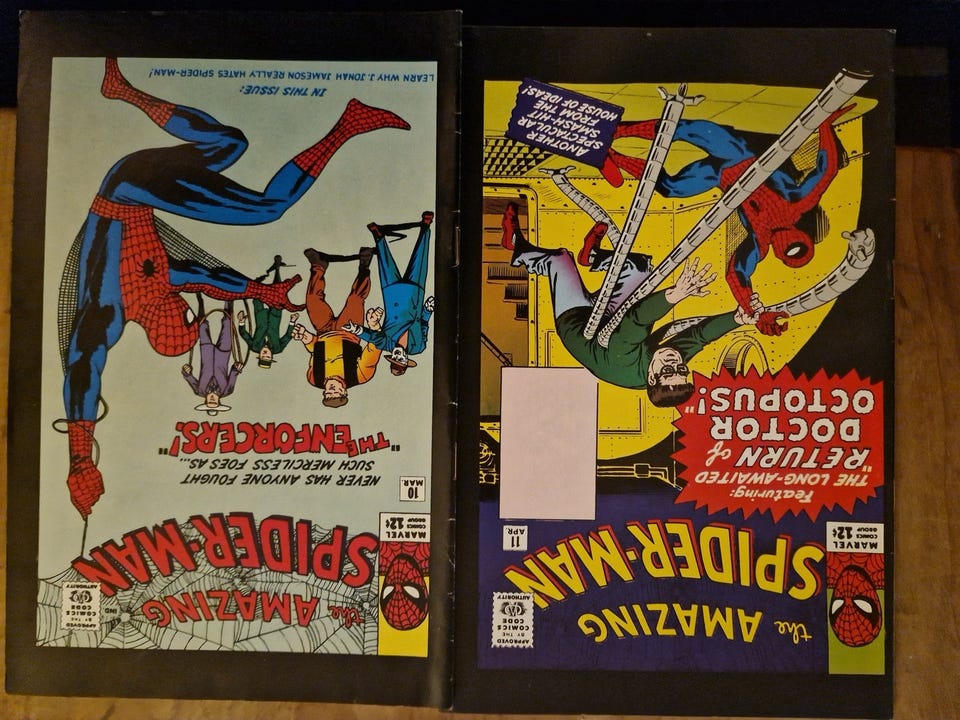 the AMAZING
SPIDER-MAN
APPROVED
BY THE
COMICS
CODE
AUTHORITY
MARVEL
COMICS
GROUP
12¢
11
APR.
Featuring:
"THE LONG-AWAITED
RETURN of
DOCTOR
OCTOPUS!"
ANOTHER
SPECTACULAR
SMASH-HIT
FROM THE
HOUSE OF IDEAS!
the AMAZING
SPIDER-MAN
APPROVED
BY THE
COMICS
CODE
AUTHORITY
IND.
MARVEL
COMICS
GROUP
12¢
10
MAR.
NEVER HAS ANYONE FOUGHT
SUCH MERCILESS FOES AS...
"THE ENFORCERS!"
IN THIS ISSUE:
LEARN WHY J. JONAH JAMESON REALLY HATES SPIDER-MAN!